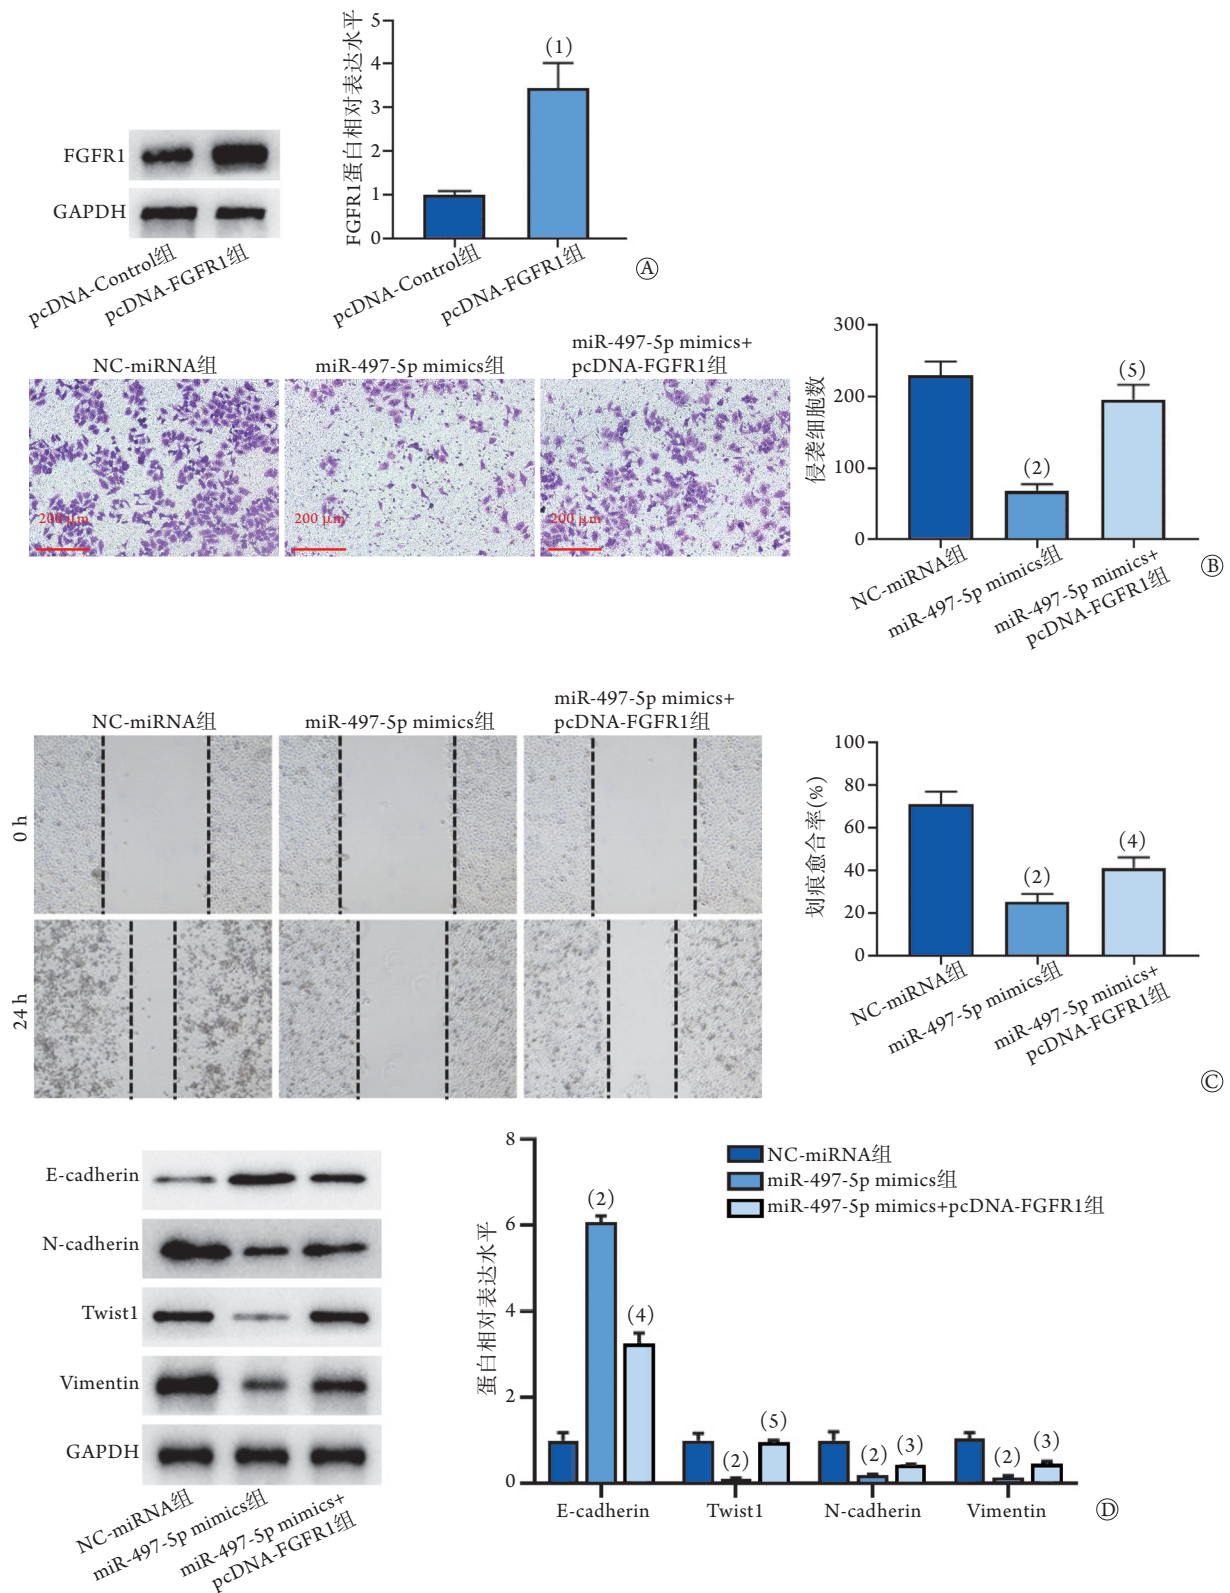 FGFR1
GAPDH
pcDNA-Control组
pcDNA-FGFR1组
FGFR1蛋白相对表达水平
5
4
3
2
1
0
(1)
pcDNA-Control组
pcDNA-FGFR1组
Ⓐ
NC-miRNA组
miR-497-5p mimics组
miR-497-5p mimics+
pcDNA-FGFR1组
200 μm
200 μm
200 μm
侵袭细胞数
300
200
100
0
(2)
(5)
NC-miRNA组
miR-497-5p mimics组
miR-497-5p mimics+
pcDNA-FGFR1组
Ⓑ
NC-miRNA组
miR-497-5p mimics组
miR-497-5p mimics+
pcDNA-FGFR1组
0 h
24 h
划痕愈合率(%)
100
80
60
40
20
0
(2)
(4)
NC-miRNA组
miR-497-5p mimics组
miR-497-5p mimics+
pcDNA-FGFR1组
Ⓒ
E-cadherin
N-cadherin
Twist1
Vimentin
GAPDH
NC-miRNA组
miR-497-5p mimics组
miR-497-5p mimics+
pcDNA-FGFR1组
蛋白相对表达水平
8
6
4
2
0
NC-miRNA组
miR-497-5p mimics组
miR-497-5p mimics+pcDNA-FGFR1组
(2)
(4)
(2)
(5)
(2)
(3)
(2)
(3)
E-cadherin
Twist1
N-cadherin
Vimentin
Ⓓ